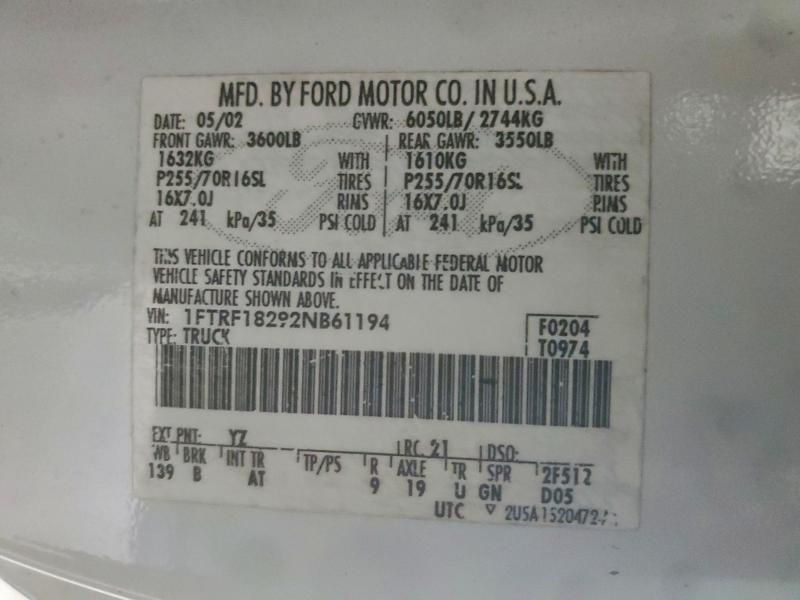 MFD. BY FORD MOTOR CO. IN U.S.A.
DATE: 05/02 GVWR: 6050LB/ 2744KG
FRONT GAWR: 3600LB REAR GAWR: 3550LB
1632KG WITH 1610KG WITH
P255/70R16SL TIRES P255/70R16SL TIRES
16X7.0J RIMS 16X7.0J RIMS
AT 241 kPa/35 PSI COLD AT 241 kPa/35 PSI COLD
THIS VEHICLE CONFORMS TO ALL APPLICABLE FEDERAL MOTOR
VEHICLE SAFETY STANDARDS IN EFFECT ON THE DATE OF
MANUFACTURE SHOWN ABOVE.
VIN: 1FTRF18292NB61194 F0204
TYPE: TRUCK T0974
EXT PNT: YZ RC: 21 DSO:
WB BRK INT TR TP/PS R AXLE TR SPR 2F512
139 B AT 9 19 U GN D05
UTC ▽ 2USA1520472